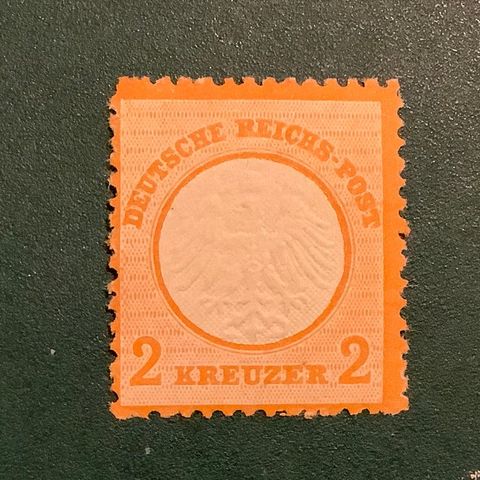 DEUTSCHE REICHS-POST
2 KREUZER 2